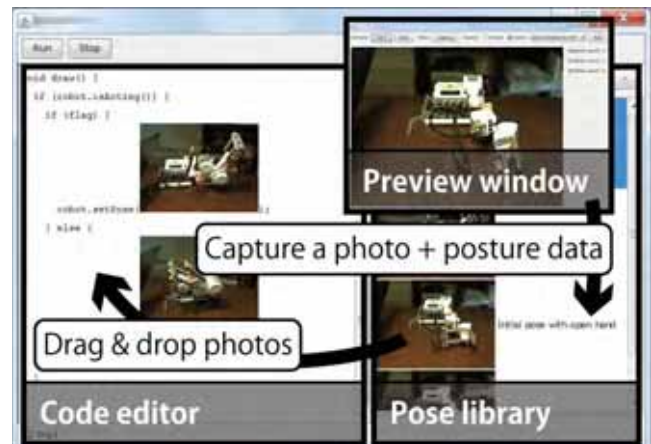 Run Stop
void draw() {
if (robot.isActing()) {
if (flag) {
Preview window
robot.setPose( );
} else {
Capture a photo + posture data
Initial pose with open hand
Drag & drop photos
Code editor
Pose library